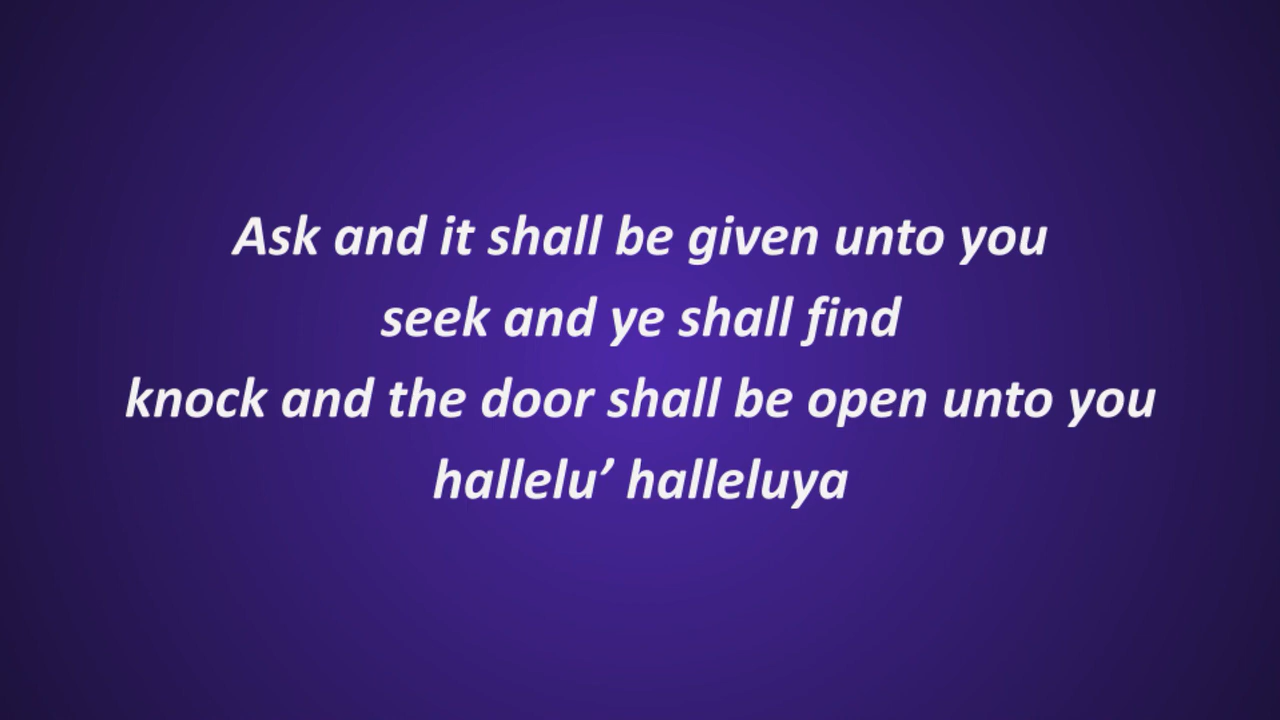 Ask and it shall be given unto you
seek and ye shall find
knock and the door shall be open unto you
hallelu’ halleluya